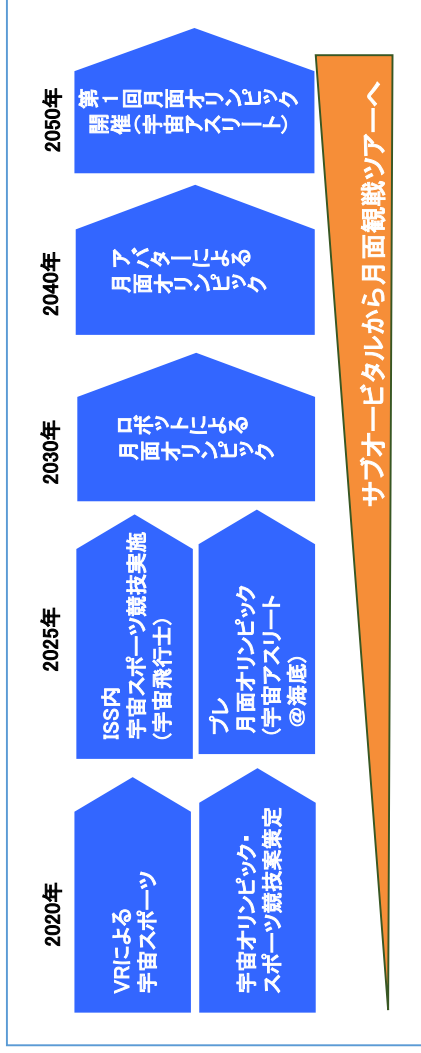 2020年
VRによる
宇宙スポーツ
宇宙オリンピック・
スポーツ競技案策定
2025年
ISS内
宇宙スポーツ競技実施
(宇宙飛行士)
プレ
月面オリンピック
(宇宙アスリート
@海底)
2030年
ロボットによる
月面オリンピック
2040年
アバターによる
月面オリンピック
2050年
第1回月面オリンピック
開催(宇宙アスリート)
サブオービタルから月面観戦ツアーへ